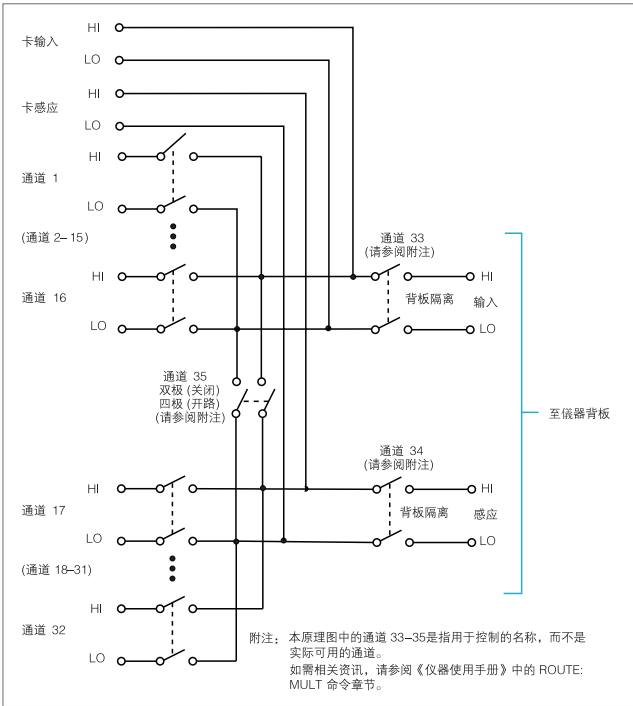 HI
卡输入
LO
HI
卡感应
LO
HI
通道 1
LO
(通道 2–15)
HI
通道 16
LO
通道 33
(请参阅附注)
背板隔离
HI
输入
LO
通道 35
双极 (关闭)
四极 (开路)
(请参阅附注)
至儀器背板
通道 34
(请参阅附注)
背板隔离
HI
感应
LO
HI
通道 17
LO
(通道 18–31)
HI
通道 32
LO
附注： 本原理图中的通道 33–35是指用于控制的名称，而不是
实际可用的通道。
如需相关资讯，请参阅《仪器使用手册》中的 ROUTE:
MULT 命令章节。